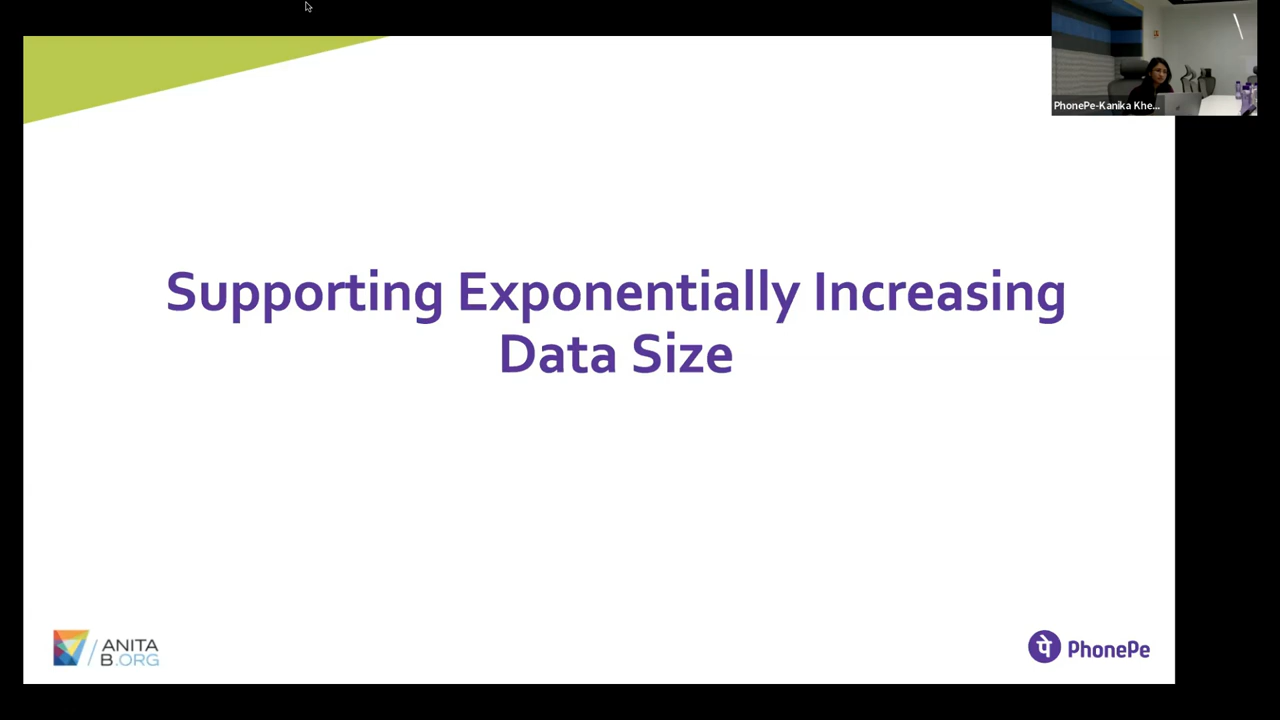 PhonePe-Kanika Khe...
Supporting Exponentially Increasing
Data Size
ANITA
B.ORG
पे PhonePe